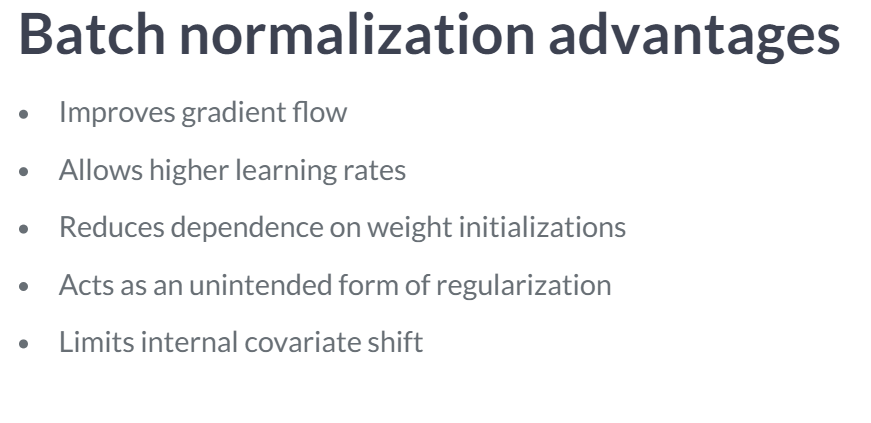 Batch normalization advantages
• Improves gradient flow
• Allows higher learning rates
• Reduces dependence on weight initializations
• Acts as an unintended form of regularization
• Limits internal covariate shift